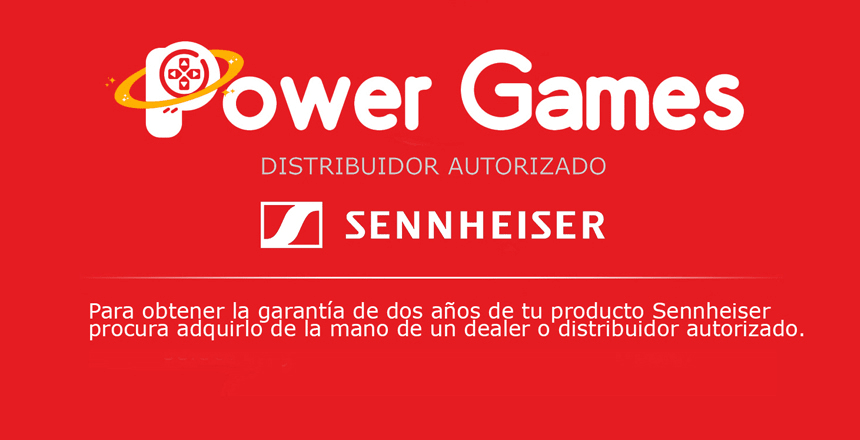 Power Games
DISTRIBUIDOR AUTORIZADO
SENNHEISER
Para obtener la garantía de dos años de tu producto Sennheiser
procura adquirlo de la mano de un dealer o distribuidor autorizado.